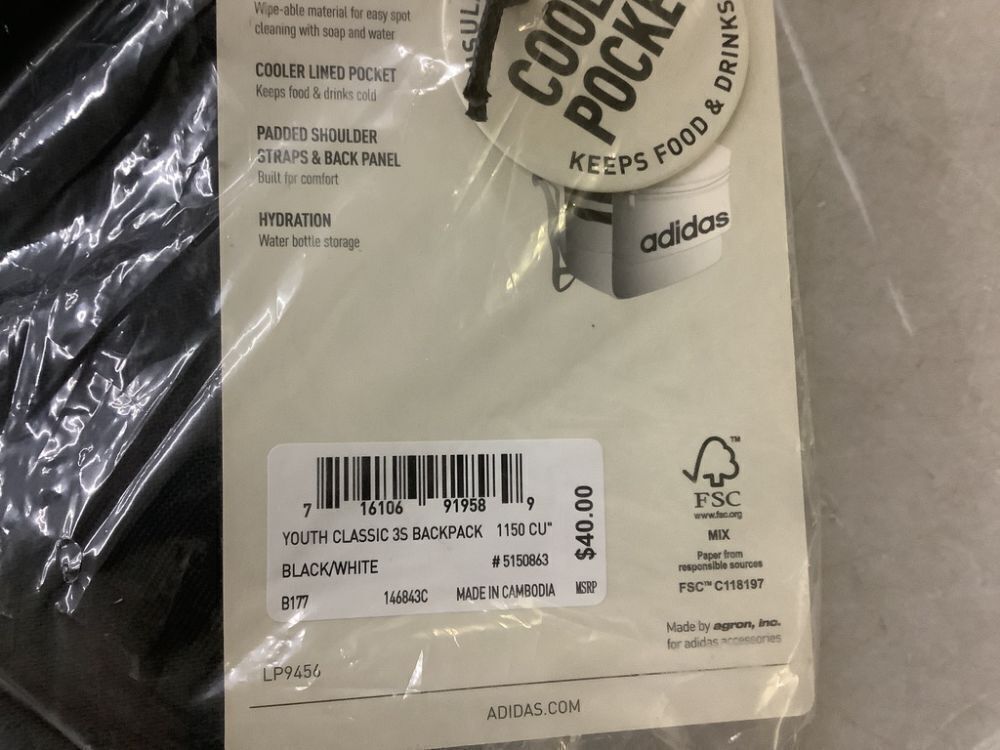 Wipe-able material for easy spot
cleaning with soap and water
COOLER LINED POCKET
Keeps food & drinks cold
PADDED SHOULDER
STRAPS & BACK PANEL
Built for comfort
HYDRATION
Water bottle storage
KEEPS FOOD & DRINKS
adidas
7 16106 91958 9
YOUTH CLASSIC 3S BACKPACK 1150 CU"
BLACK/WHITE # 5150863
B177 146843C MADE IN CAMBODIA
$40.00
MSRP
FSC
www.fsc.org
MIX
Paper from
responsible sources
FSC™ C118197
Made by agron, inc.
for adidas accessories
LP9456
ADIDAS.COM